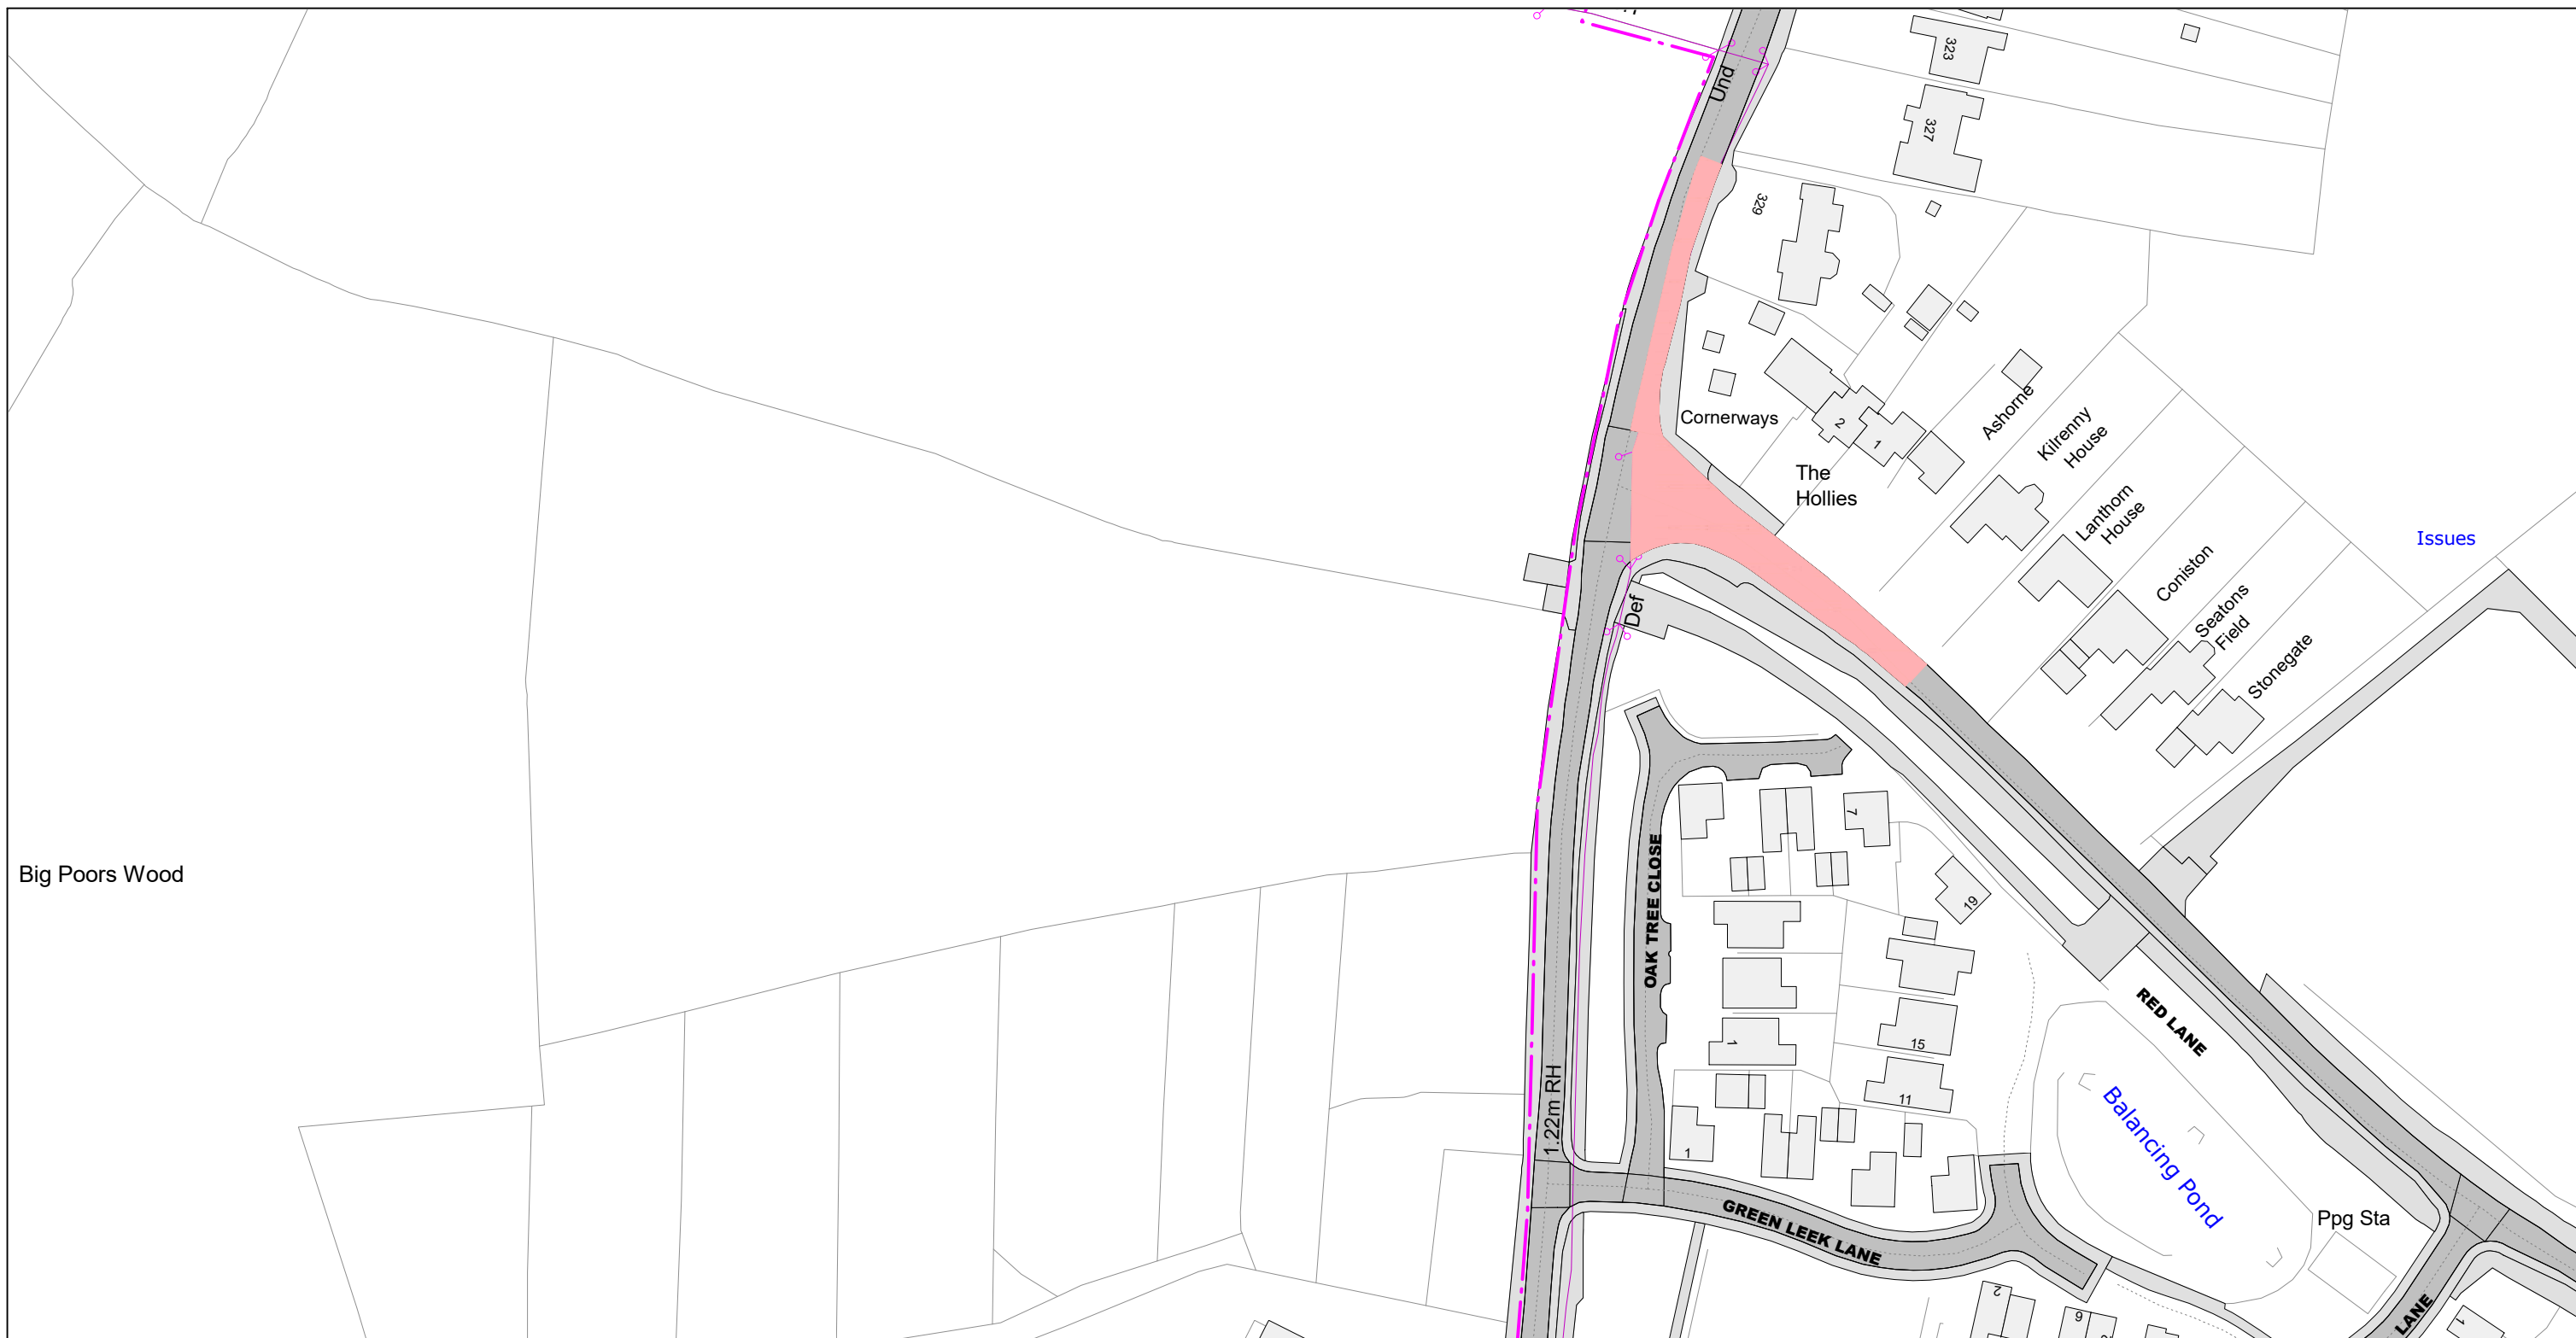 Und
323
327
329
Cornerways
2
1
The
Hollies
Ashorne
Kilrenny
House
Lanthorn
House
Coniston
Seatons
Field
Stonegate
Issues
Def
Big Poors Wood
OAK TREE CLOSE
7
19
1
15
11
1
RED LANE
1.22m RH
Balancing Pond
GREEN LEEK LANE
Ppg Sta
2
6
LANE
1